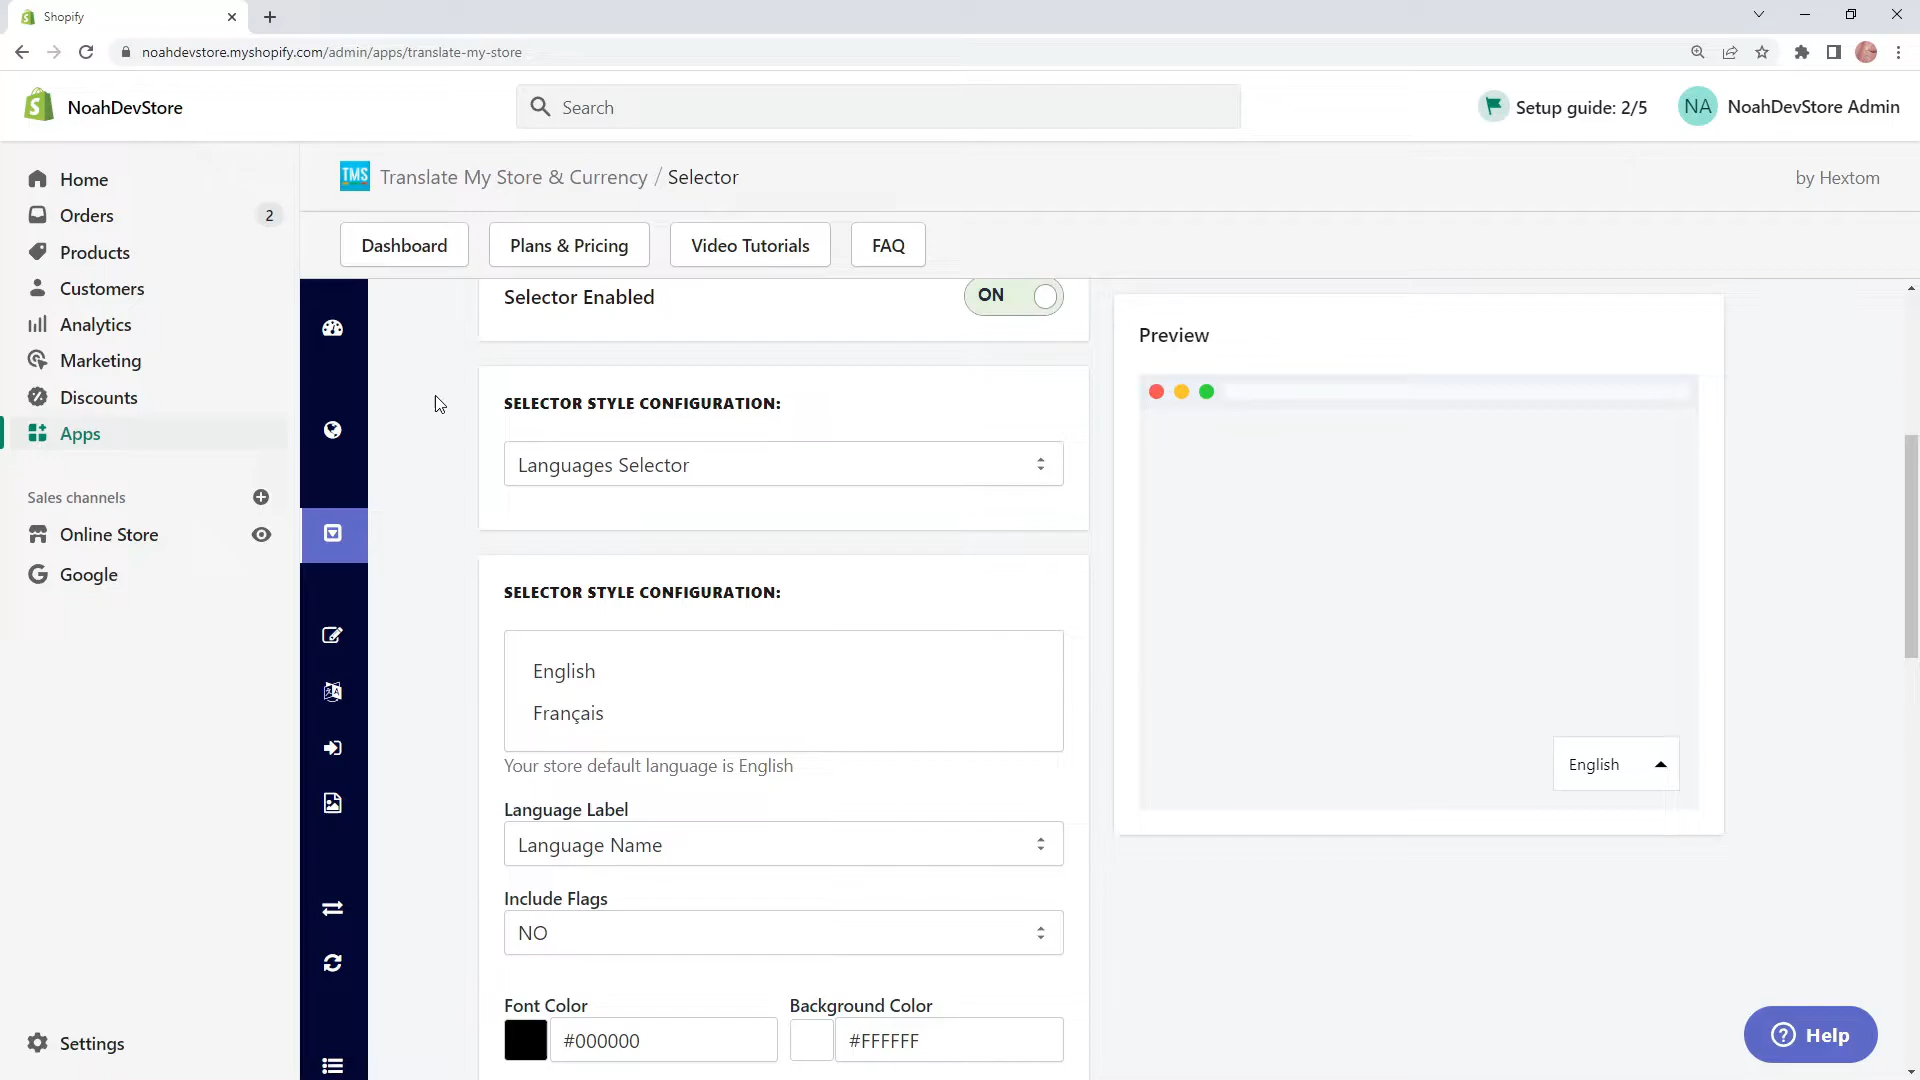 Shopify
noahdevstore.myshopify.com/admin/apps/translate-my-store
NoahDevStore
Search
Setup guide: 2/5
NA
NoahDevStore Admin
Home
Orders
2
Products
Customers
Analytics
Marketing
Discounts
Apps
Sales channels
Online Store
Google
Settings
TMS
Translate My Store & Currency / Selector
by Hextom
Dashboard
Plans & Pricing
Video Tutorials
FAQ
Selector Enabled
ON
SELECTOR STYLE CONFIGURATION:
Languages Selector
SELECTOR STYLE CONFIGURATION:
English
Français
Your store default language is English
Language Label
Language Name
Include Flags
NO
Font Color
Background Color
#000000
#FFFFFF
Preview
English
Help